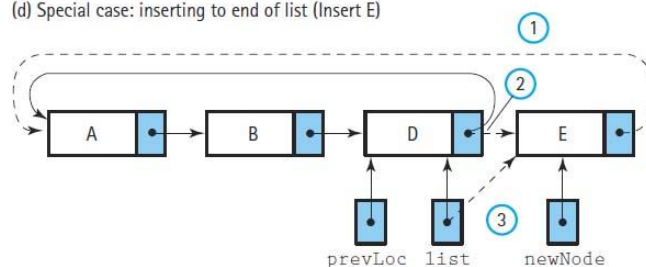 (d) Special case: inserting to end of list (Insert E)
1
2
A B D E
3
prevLoc list newNode